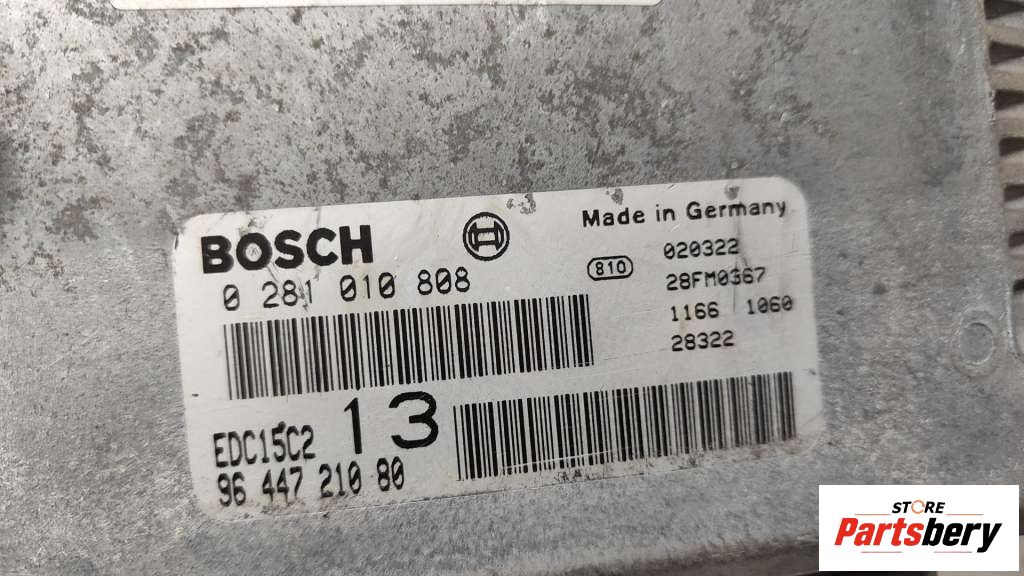 BOSCH
0 281 010 808
Made in Germany
810
020322
28FM0367
1166 1060
28322
EDC15C2 13
96 447 210 80
STORE
Partsbery